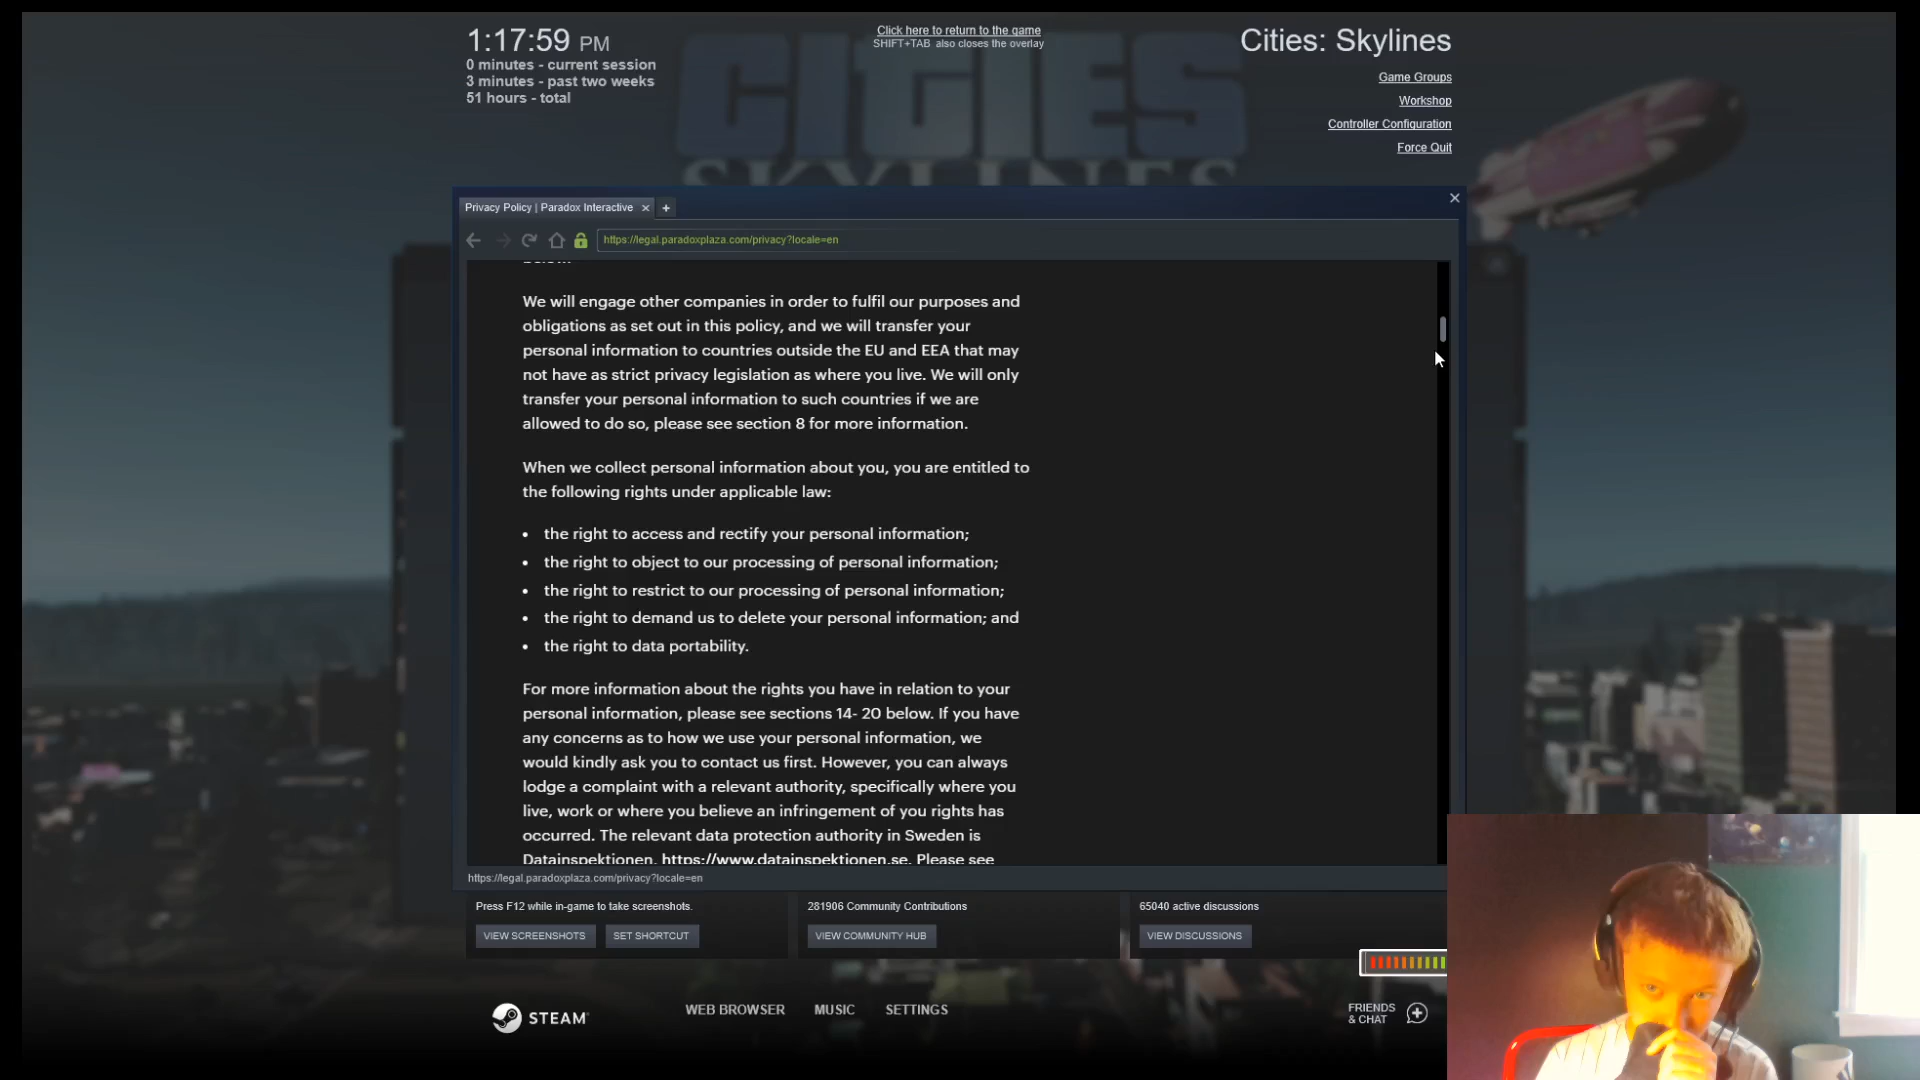 1:17:59 PM
0 minutes - current session
3 minutes - past two weeks
51 hours - total
Click here to return to the game
SHIFT+TAB also closes the overlay
Cities: Skylines
Game Groups
Workshop
Controller Configuration
Force Quit
CITIES
SKYLINES
Privacy Policy | Paradox Interactive
https://legal.paradoxplaza.com/privacy?locale=en
below.
We will engage other companies in order to fulfil our purposes and
obligations as set out in this policy, and we will transfer your
personal information to countries outside the EU and EEA that may
not have as strict privacy legislation as where you live. We will only
transfer your personal information to such countries if we are
allowed to do so, please see section 8 for more information.
When we collect personal information about you, you are entitled to
the following rights under applicable law:
• the right to access and rectify your personal information;
• the right to object to our processing of personal information;
• the right to restrict to our processing of personal information;
• the right to demand us to delete your personal information; and
• the right to data portability.
For more information about the rights you have in relation to your
personal information, please see sections 14- 20 below. If you have
any concerns as to how we use your personal information, we
would kindly ask you to contact us first. However, you can always
lodge a complaint with a relevant authority, specifically where you
live, work or where you believe an infringement of you rights has
occurred. The relevant data protection authority in Sweden is
Datainspektionen, https://www.datainspektionen.se. Please see
https://legal.paradoxplaza.com/privacy?locale=en
Press F12 while in-game to take screenshots.
VIEW SCREENSHOTS
SET SHORTCUT
281906 Community Contributions
VIEW COMMUNITY HUB
65040 active discussions
VIEW DISCUSSIONS
STEAM
WEB BROWSER
MUSIC
SETTINGS
FRIENDS
& CHAT